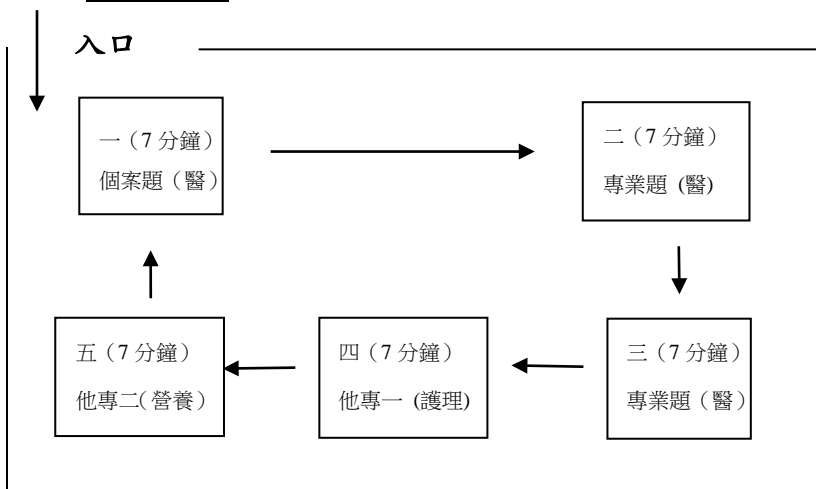 入口
一（7 分鐘）
個案題（醫）
二（7 分鐘）
專業題 (醫)
五（7 分鐘）
他專二（營養）
四（7 分鐘）
他專一 (護理)
三（7 分鐘）
專業題（醫）